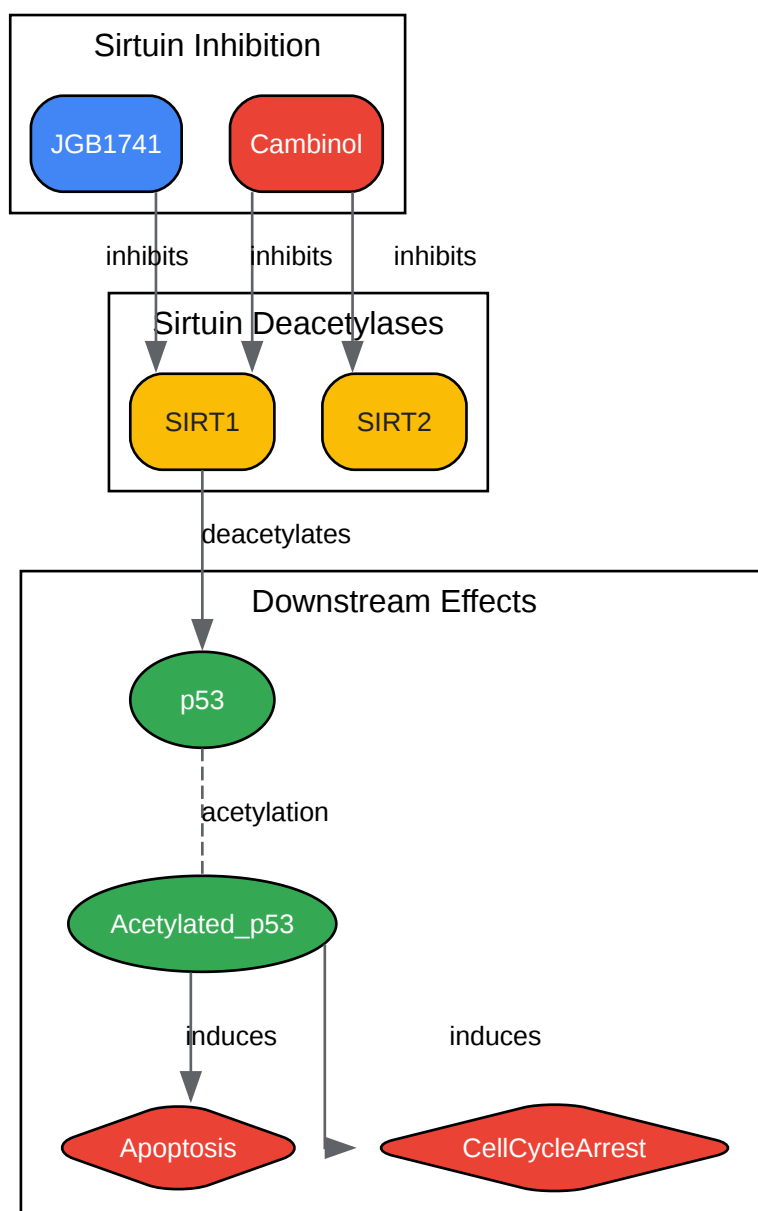 Sirtuin Inhibition
JGB1741
Cambinol
inhibits
inhibits
inhibits
Sirtuin Deacetylases
SIRT1
SIRT2
deacetylates
Downstream Effects
p53
acetylation
Acetylated_p53
induces
induces
Apoptosis
CellCycleArrest